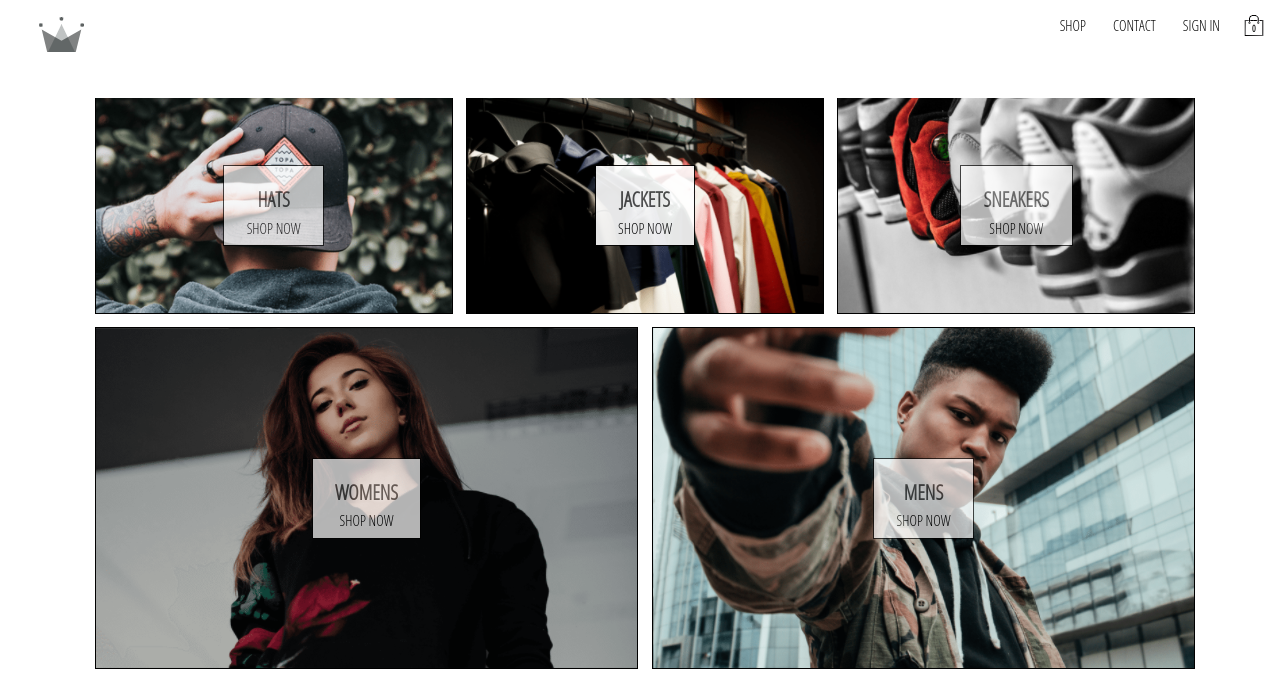 SHOP
CONTACT
SIGN IN
0
TOPA
TOPA
HATS
SHOP NOW
JACKETS
SHOP NOW
SNEAKERS
SHOP NOW
WOMENS
SHOP NOW
MENS
SHOP NOW